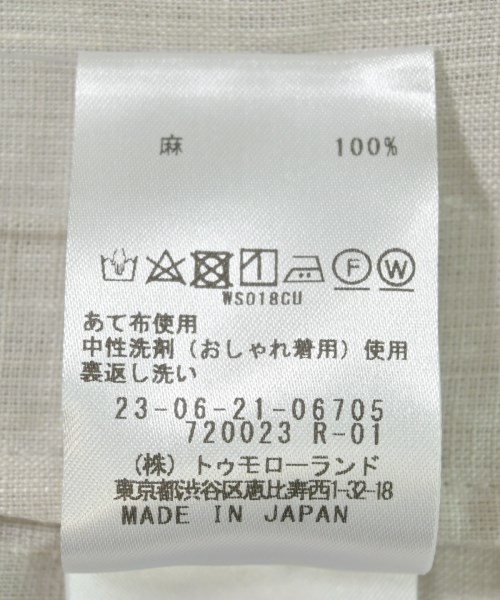 麻 100%
F W
WS018CU
あて布使用
中性洗剤（おしゃれ着用）使用
裏返し洗い
23-06-21-06705
720023 R-01
（株）トゥモローランド
東京都渋谷区恵比寿西1-32-18
MADE IN JAPAN